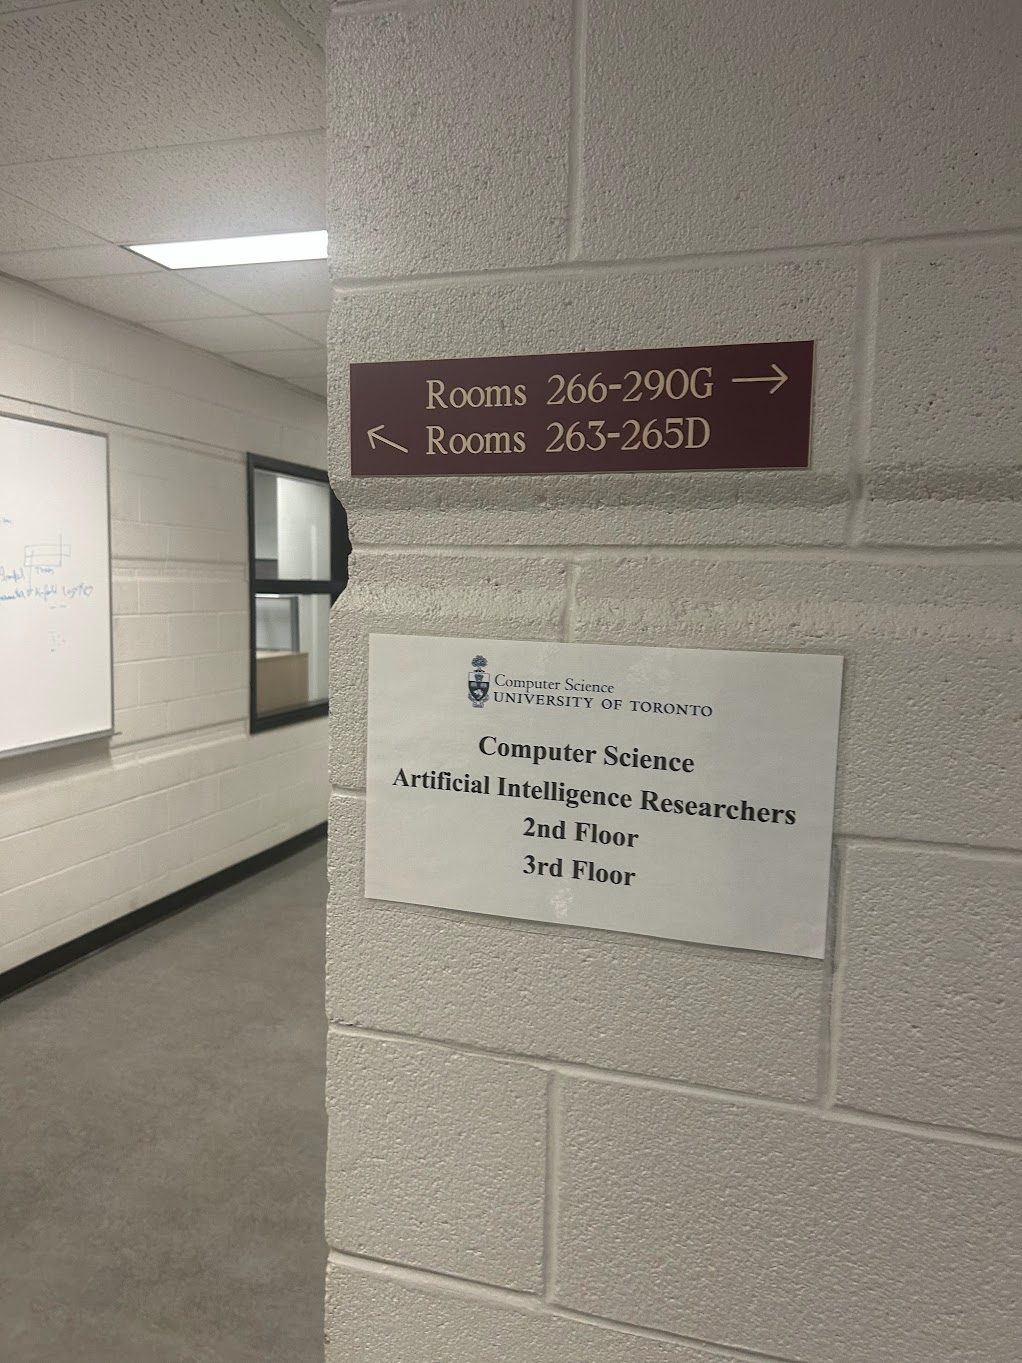 Rooms 266-290G →
↖ Rooms 263-265D
Computer Science
UNIVERSITY OF TORONTO
Computer Science
Artificial Intelligence Researchers
2nd Floor
3rd Floor